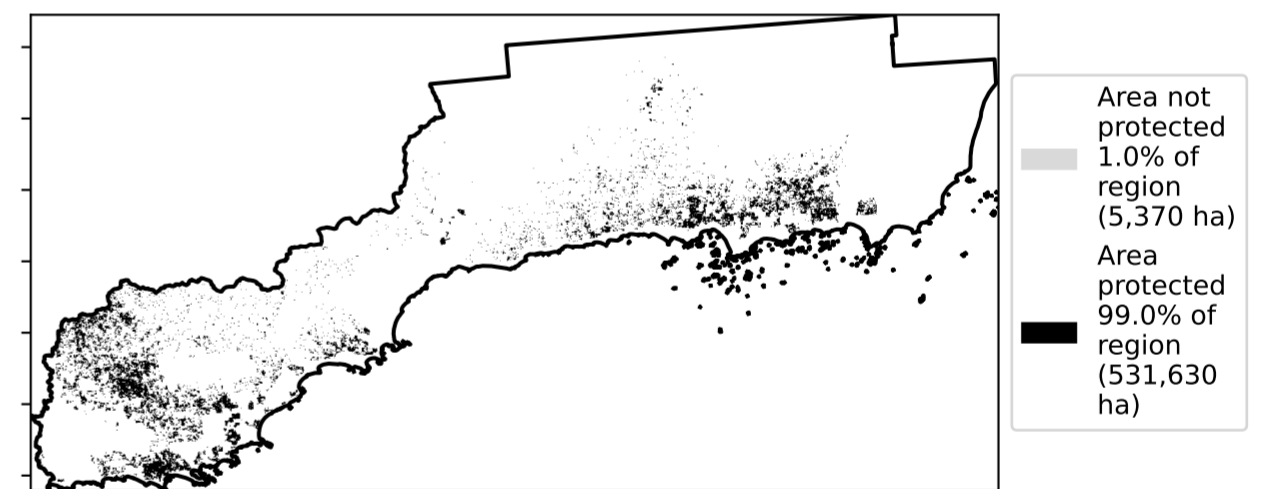 Area not
protected
1.0% of
region
(5,370 ha)
Area
protected
99.0% of
region
(531,630
ha)